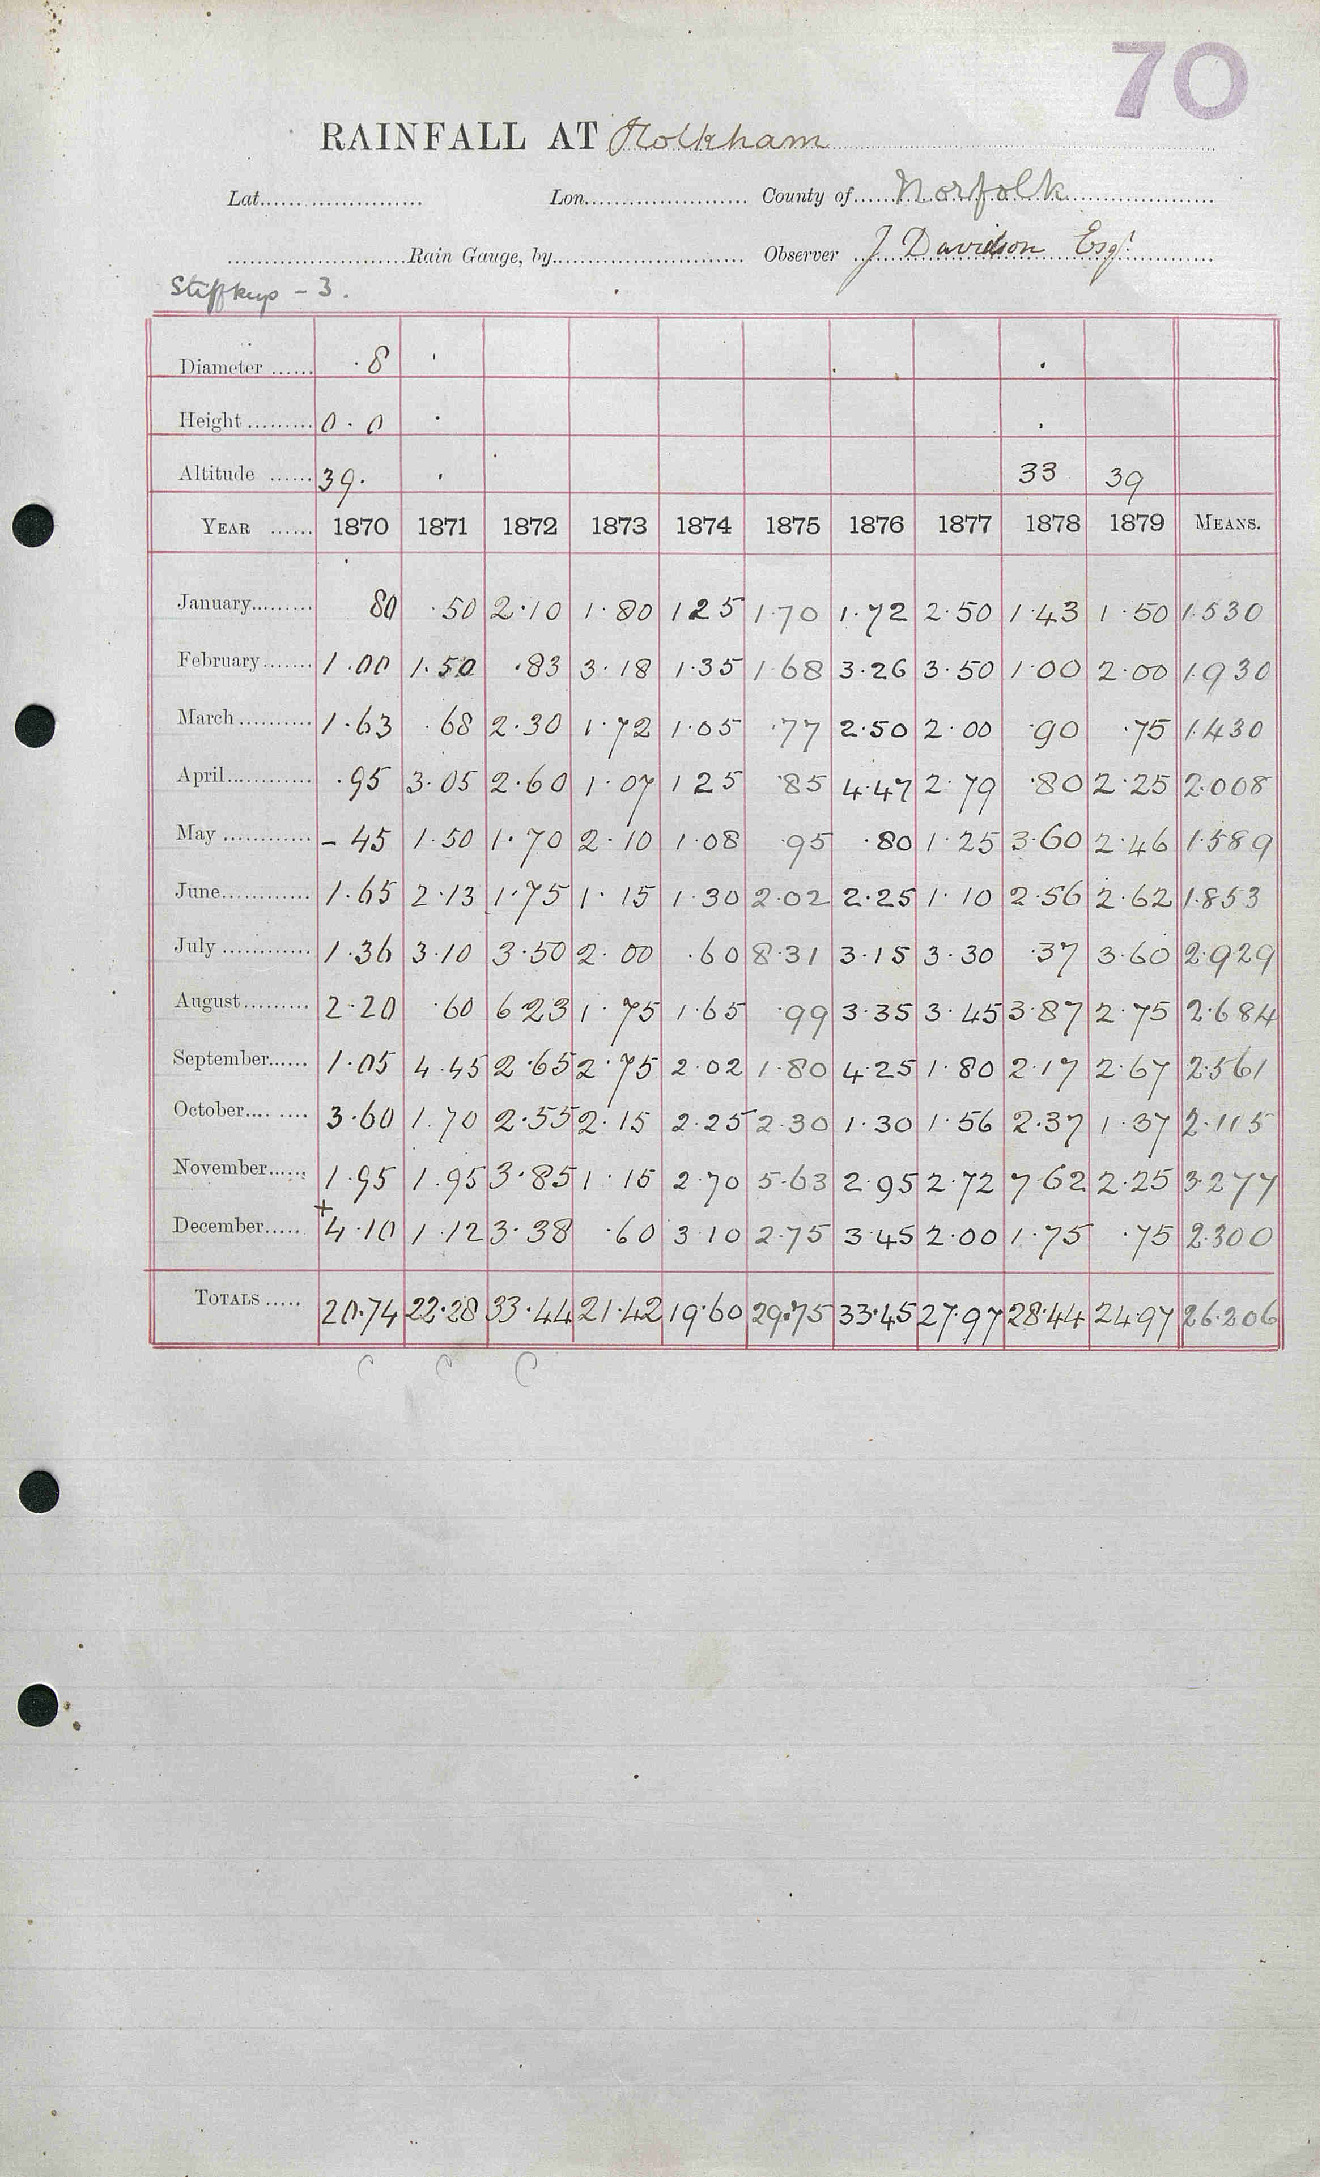 70
RAINFALL AT Holkham
Lat. Lon. County of Norfolk
Rain Gauge, by Observer J Davidson Esqr
Stiffkey - 3.
Diameter 8
Height 0.0
Altitude 39. 33 39
YEAR 1870 1871 1872 1873 1874 1875 1876 1877 1878 1879 MEANS.
January 80 .50 2.10 1.80 1 25 1.70 1.72 2.50 1.43 1.50 1.530
February 1.00 1.50 .83 3.18 1.35 1.68 3.26 3.50 1.00 2.00 1.930
March 1.63 .68 2.30 1.72 1.05 .77 2.50 2.00 .90 .75 1.430
April .95 3.05 2.60 1.07 1 25 .85 4.47 2.79 .80 2.25 2.008
May - 45 1.50 1.70 2.10 1.08 .95 .80 1.25 3.60 2.46 1.589
June 1.65 2.13 1.75 1.15 1.30 2.02 2.25 1.10 2.56 2.62 1.853
July 1.36 3.10 3.50 2.00 .60 8.31 3.15 3.30 .37 3.60 2.929
August 2.20 .60 6 23 1.75 1.65 .99 3.35 3.45 3.87 2.75 2.684
September 1.05 4.45 2.65 2.75 2.02 1.80 4.25 1.80 2.17 2.67 2.561
October 3.60 1.70 2.55 2.15 2.25 2.30 1.30 1.56 2.37 1.37 2.115
November 1.95 1.95 3.85 1.15 2.70 5.63 2.95 2.72 7.62 2.25 3.277
December +4.10 1.12 3.38 .60 3.10 2.75 3.45 2.00 1.75 .75 2.300
TOTALS 20.74 22.28 33.44 21.42 19.60 29.75 33.45 27.97 28.44 24.97 26.206